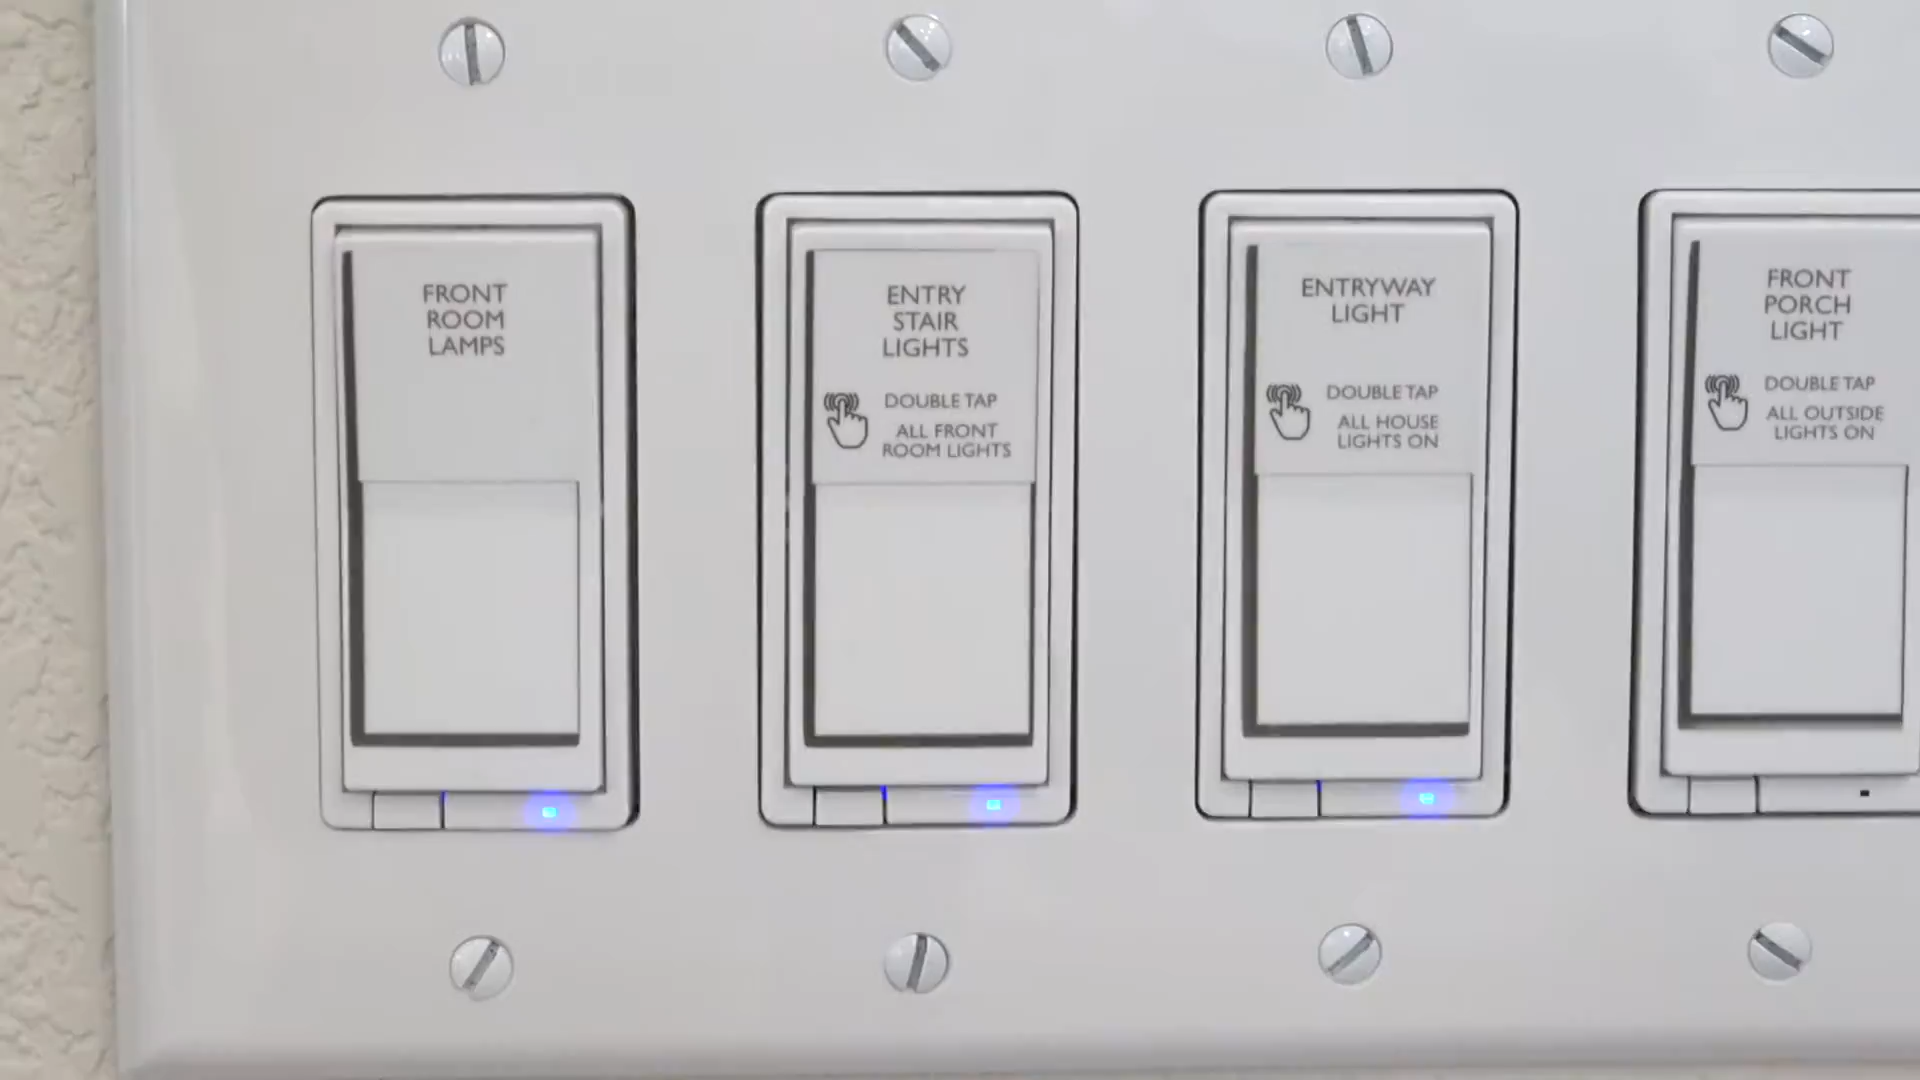 FRONT
ROOM
LAMPS
ENTRY
STAIR
LIGHTS
DOUBLE TAP
ALL FRONT
ROOM LIGHTS
ENTRYWAY
LIGHT
DOUBLE TAP
ALL HOUSE
LIGHTS ON
FRONT
PORCH
LIGHT
DOUBLE TAP
ALL OUTSIDE
LIGHTS ON